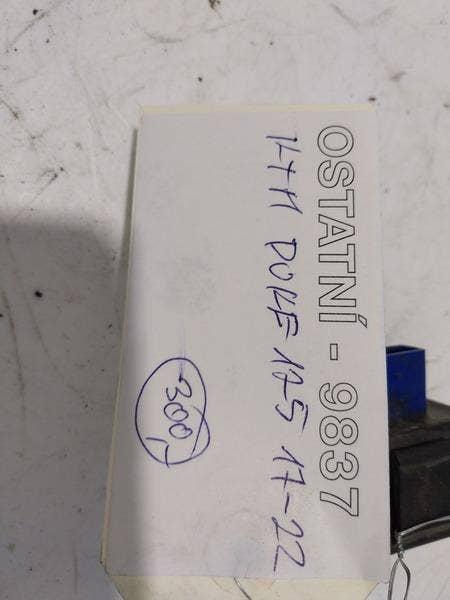 OSTATNÍ - 9837
KTM DUKE 125 17-22
300,-